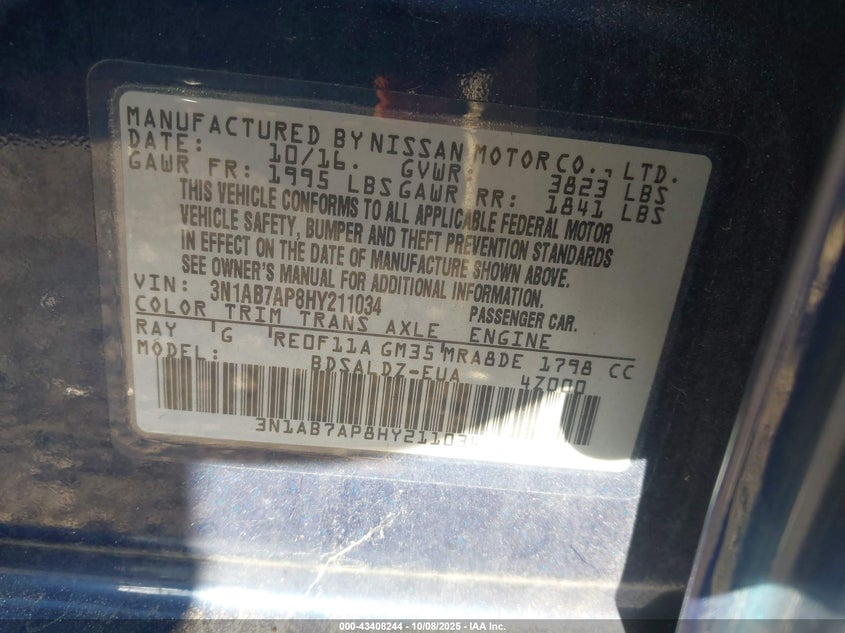 MANUFACTURED BY NISSAN MOTOR CO., LTD.
DATE: 10/16. GVWR: 3823 LBS
GAWR FR: 1995 LBS GAWR RR: 1841 LBS
THIS VEHICLE CONFORMS TO ALL APPLICABLE FEDERAL MOTOR
VEHICLE SAFETY, BUMPER AND THEFT PREVENTION STANDARDS
IN EFFECT ON THE DATE OF MANUFACTURE SHOWN ABOVE.
SEE OWNER'S MANUAL FOR ADDITIONAL INFORMATION.
VIN: 3N1AB7AP8HY211034 PASSENGER CAR.
COLOR TRIM TRANS AXLE ENGINE
RAY G RE0F11A GM35 MRA8DE 1798 CC
MODEL: BDSALDZ-EUA 4Z000
3N1AB7AP8HY211034
000-43408244 - 10/08/2025 - IAA Inc.